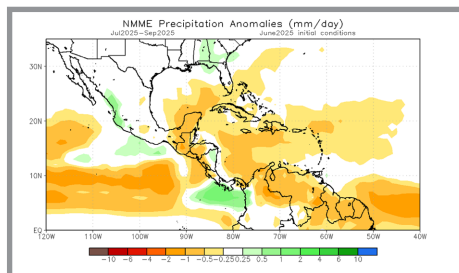 NMME Precipitation Anomalies (mm/day)
Jul2025-Sep2025 June2025 initial conditions
30N
20N
10N
EQ
120W 110W 100W 90W 80W 70W 60W 50W 40W
-10 -6 -4 -2 -1 -0.5 -0.25 0.25 0.5 1 2 4 10